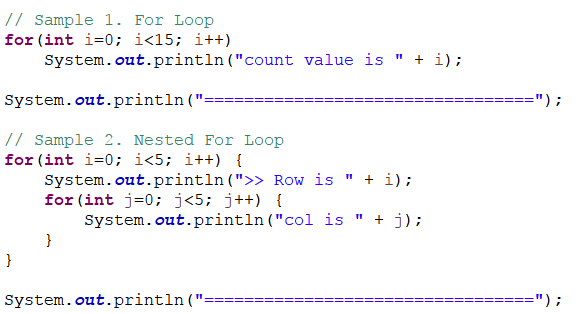 // Sample 1. For Loop
for(int i=0; i<15; i++)
    System.out.println("count value is " + i);

System.out.println("=================================");

// Sample 2. Nested For Loop
for(int i=0; i<5; i++) {
    System.out.println(">> Row is " + i);
    for(int j=0; j<5; j++) {
        System.out.println("col is " + j);
    }
}

System.out.println("=================================");